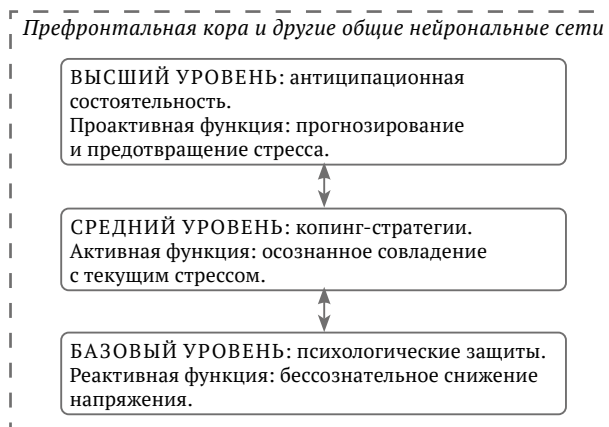 Префронтальная кора и другие общие нейрональные сети
ВЫСШИЙ УРОВЕНЬ: антиципационная
состоятельность.
Проактивная функция: прогнозирование
и предотвращение стресса.
СРЕДНИЙ УРОВЕНЬ: копинг-стратегии.
Активная функция: осознанное совладение
с текущим стрессом.
БАЗОВЫЙ УРОВЕНЬ: психологические защиты.
Реактивная функция: бессознательное снижение
напряжения.